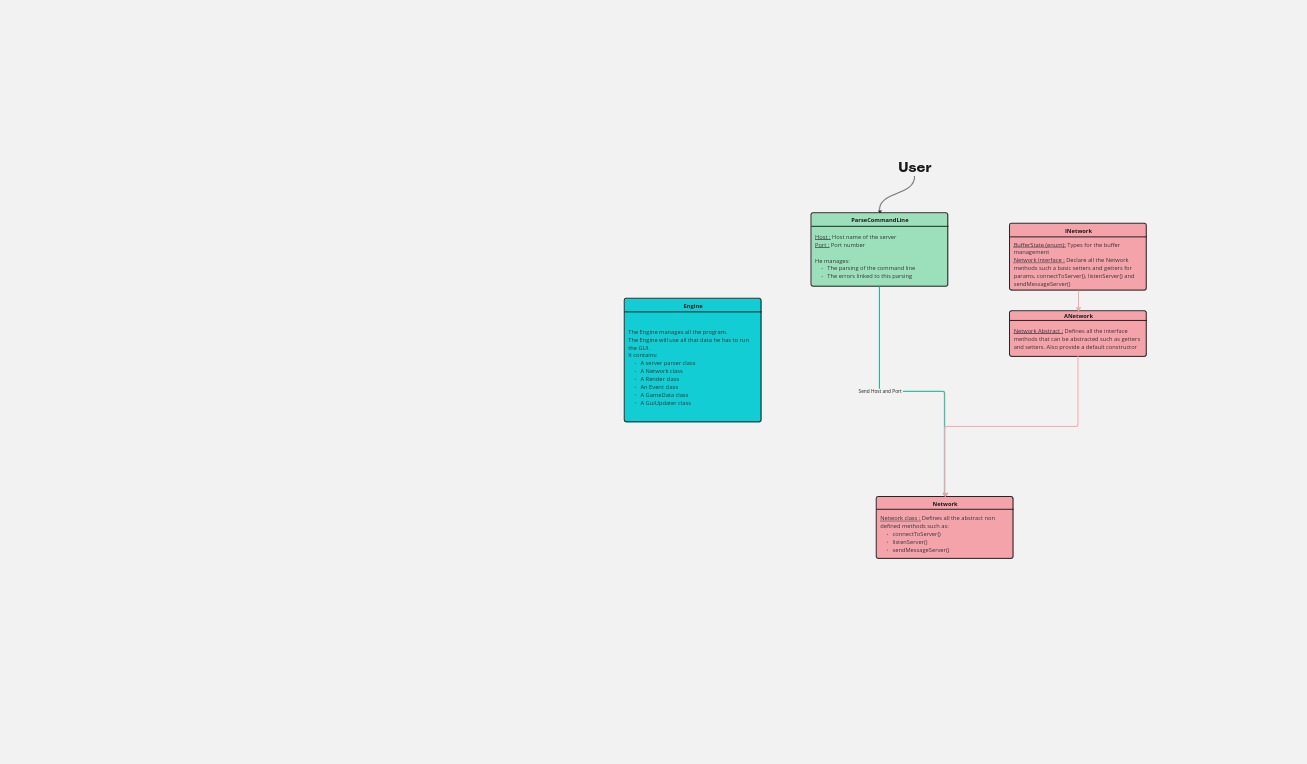 User
ParseCommandLine
Host : Host name of the server
Port : Port number
He manages:
- The parsing of the command line
- The errors linked to this parsing
INetwork
BufferState (enum): Types for the buffer
management
Network Interface : Declare all the Network
methods such a basic setters and getters for
params, connectToServer(), listenServer() and
sendMessageServer()
ANetwork
Network Abstract : Defines all the interface
methods that can be abstracted such as getters
and setters. Also provide a default constructor
Engine
The Engine manages all the program.
The Engine will use all that data he has to run
the GUI.
It contains:
- A server parser class
- A Network class
- A Render class
- An Event class
- A GameData class
- A GuiUpdater class
Send Host and Port
Network
Network class : Defines all the abstract non
defined methods such as:
- connectToServer()
- listenServer()
- sendMessageServer()